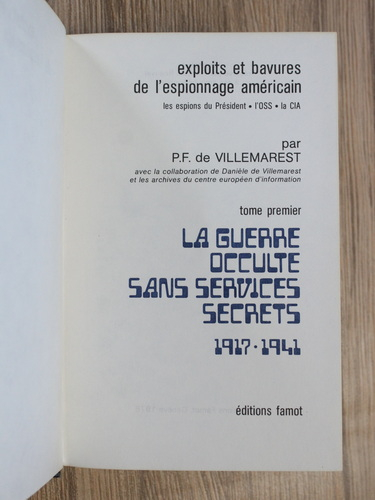 exploits et bavures
de l'espionnage américain
les espions du Président • l'OSS • la CIA
par
P.F. de VILLEMAREST
avec la collaboration de Danièle de Villemarest
et les archives du centre européen d'information
tome premier
LA GUERRE
OCCULTE
SANS SERVICES
SECRETS
1917 · 1941
éditions famot